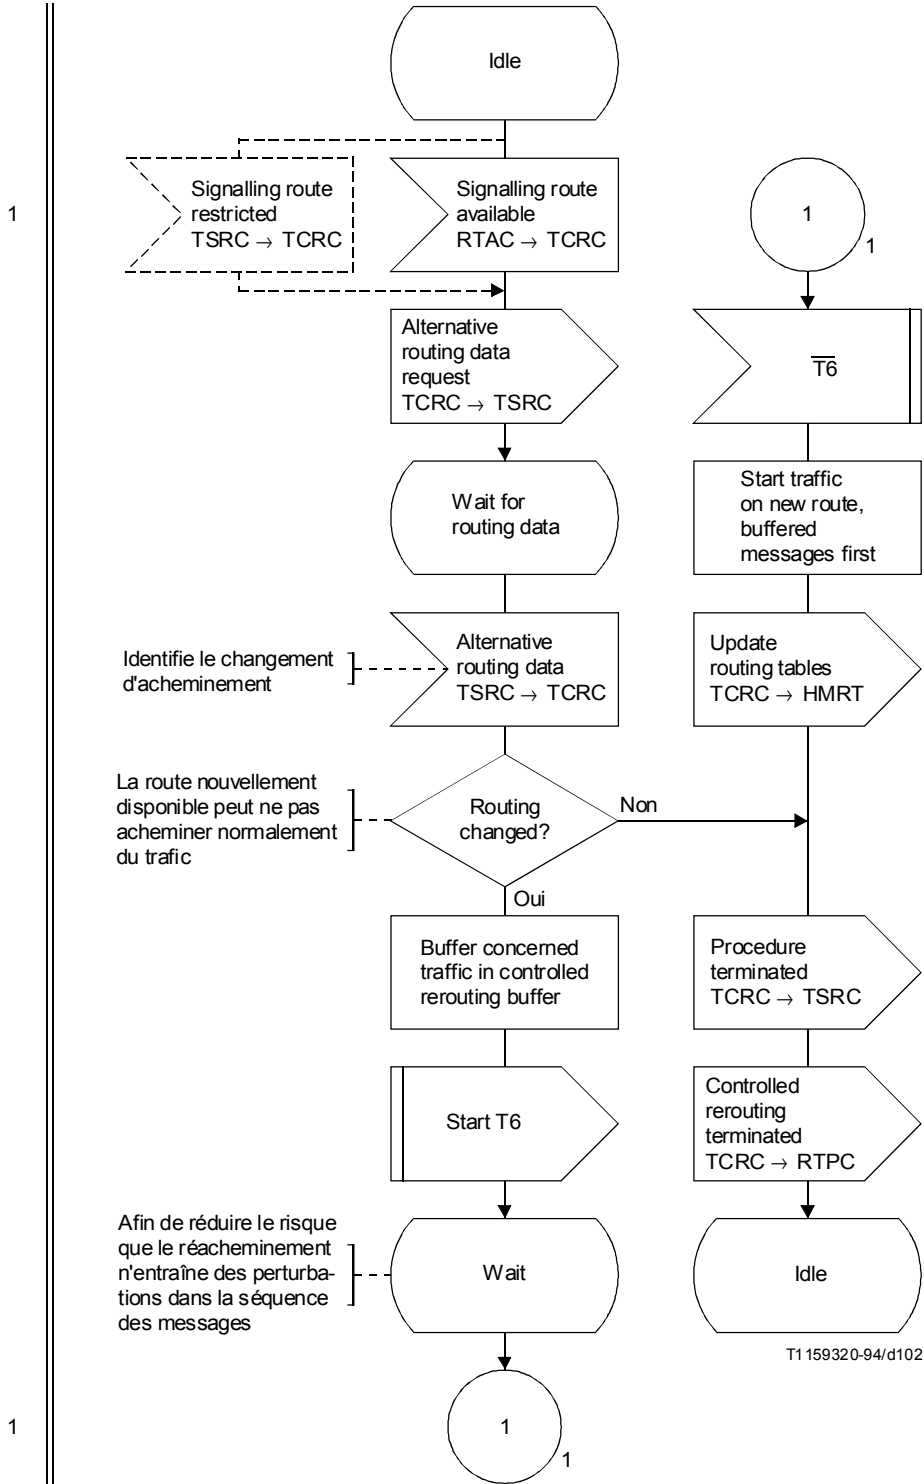 Idle
1
Signalling route
restricted
TSRC → TCRC
Signalling route
available
RTAC → TCRC
Alternative
routing data
request
TCRC → TSRC
Wait for
routing data
Identifie le changement
d'acheminement
Alternative
routing data
TSRC → TCRC
La route nouvellement
disponible peut ne pas
acheminer normalement
du trafic
Routing
changed?
Non
Oui
Buffer concerned
traffic in controlled
rerouting buffer
Start T6
Afin de réduire le risque
que le réacheminement
n'entraîne des perturba-
tions dans la séquence
des messages
Wait
1
1
1
1
1
T̅6̅
Start traffic
on new route,
buffered
messages first
Update
routing tables
TCRC → HMRT
Procedure
terminated
TCRC → TSRC
Controlled
rerouting
terminated
TCRC → RTPC
Idle
T1159320-94/d102